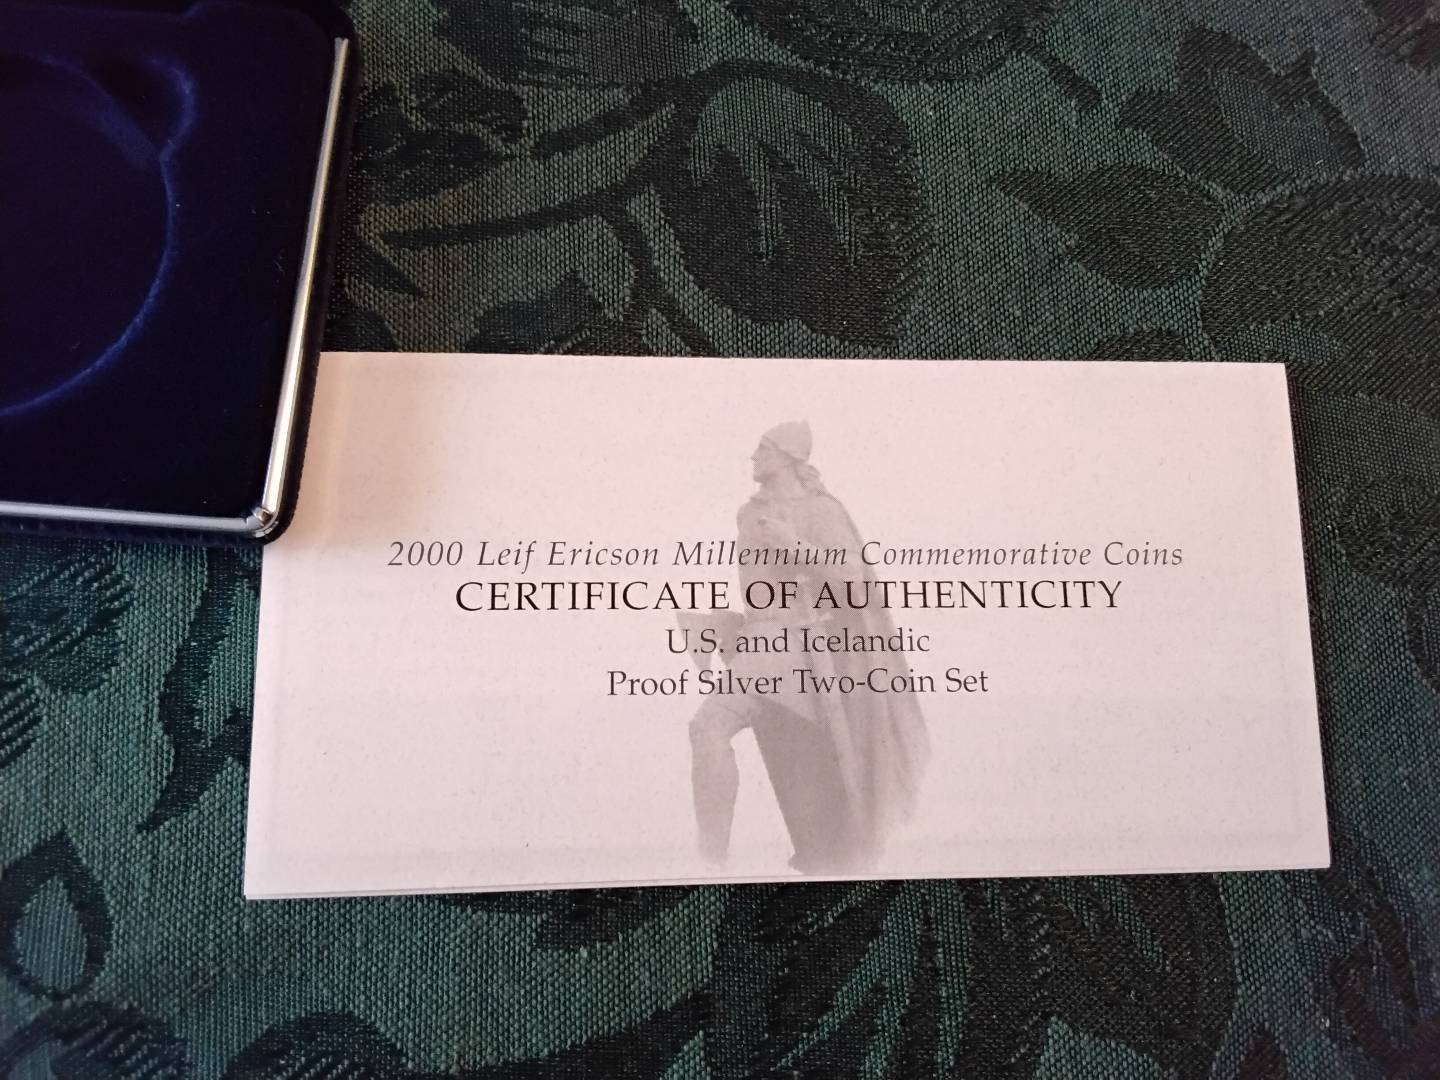 2000 Leif Ericson Millennium Commemorative Coins
CERTIFICATE OF AUTHENTICITY
U.S. and Icelandic
Proof Silver Two-Coin Set